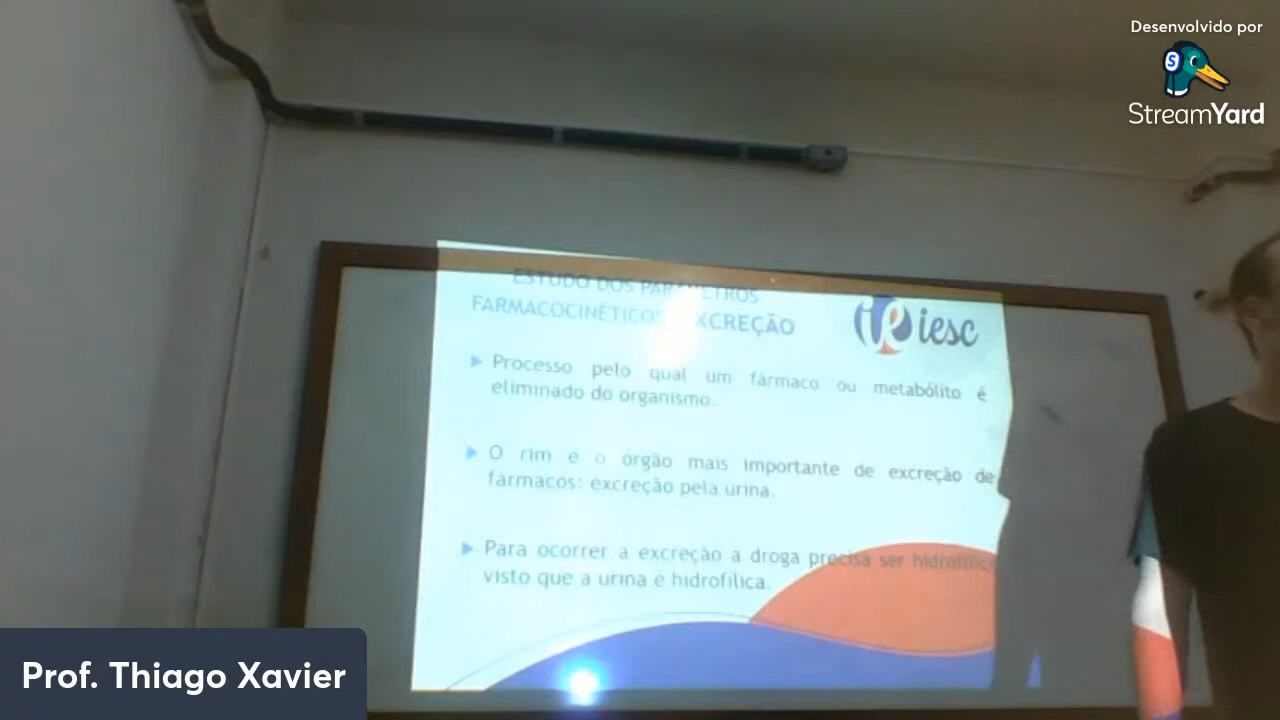 Desenvolvido por
StreamYard
ESTUDO DOS PARÂMETROS
FARMACOCINÉTICOS EXCREÇÃO
iesc
Processo pelo qual um fármaco ou metabólito é
eliminado do organismo.
O rim é o órgão mais importante de excreção de
fármacos: excreção pela urina.
Para ocorrer a excreção a droga precisa ser hidrofílica
visto que a urina é hidrofílica.
Prof. Thiago Xavier